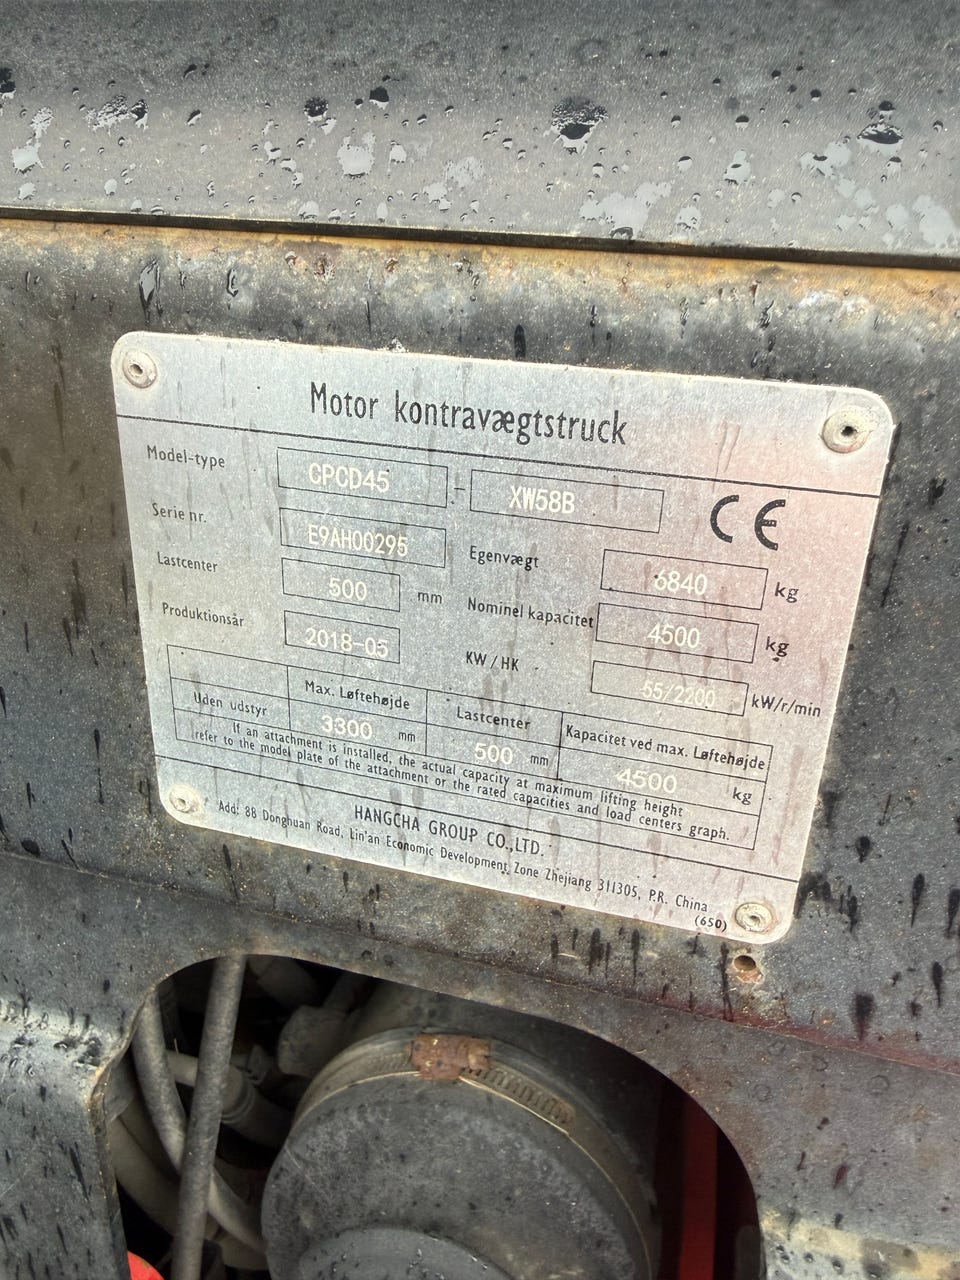 Motor kontravægtstruck
Model-type CPCD45 - XW58B CE
Serie nr. E9AH00295
Egenvægt 6840 kg
Lastcenter 500 mm
Nominel kapacitet 4500 kg
Produktionsår 2018-05
KW/HK 55/2200 kW/r/min
Uden udstyr
Max. Løftehøjde
3300 mm
Lastcenter
500 mm
Kapacitet ved max. Løftehøjde
4500 kg
If an attachment is installed, the actual capacity at maximum lifting height
refer to the model plate of the attachment or the rated capacities and load centers graph.
HANGCHA GROUP CO.,LTD.
Add: 88 Donghuan Road, Lin'an Economic Development, Zone Zhejiang 311305, P.R. China
(650)